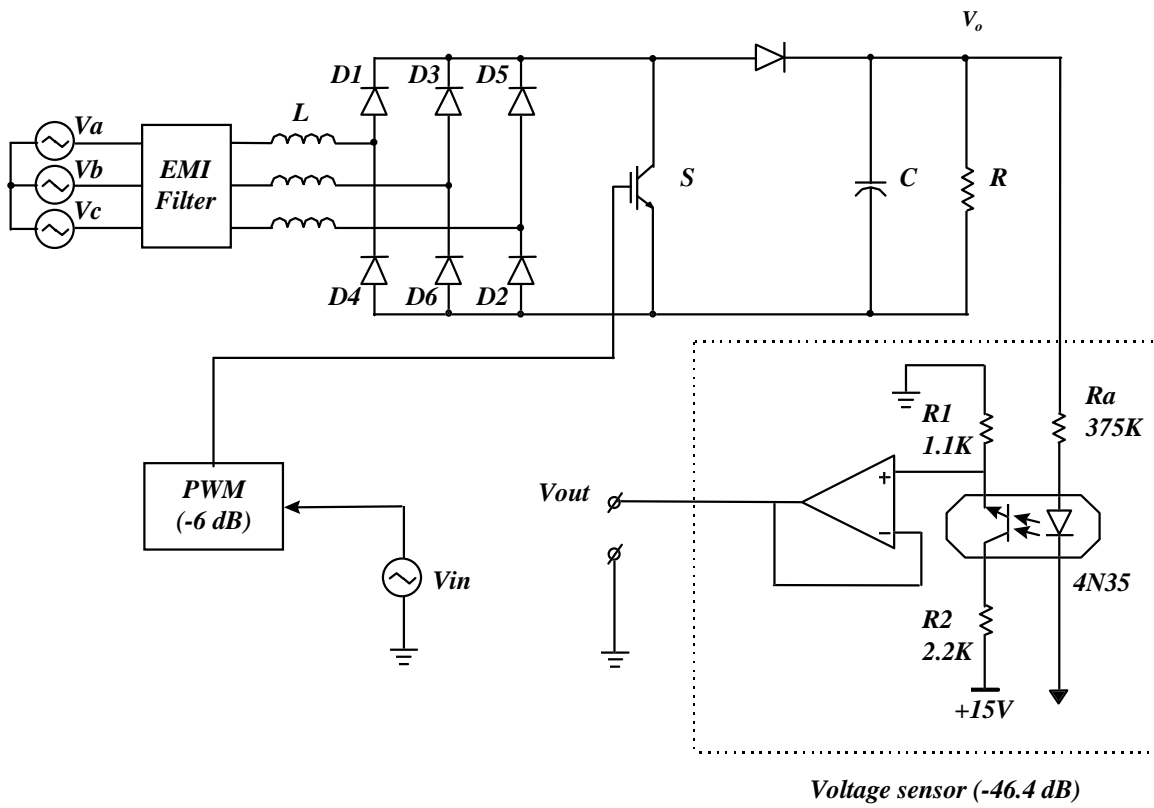 Vo
D1
D3
D5
L
Va
Vb
Vc
EMI
Filter
S
C
R
D4
D6
D2
R1
1.1K
Ra
375K
PWM
(-6 dB)
Vout
+
−
Vin
4N35
R2
2.2K
+15V
Voltage sensor (-46.4 dB)